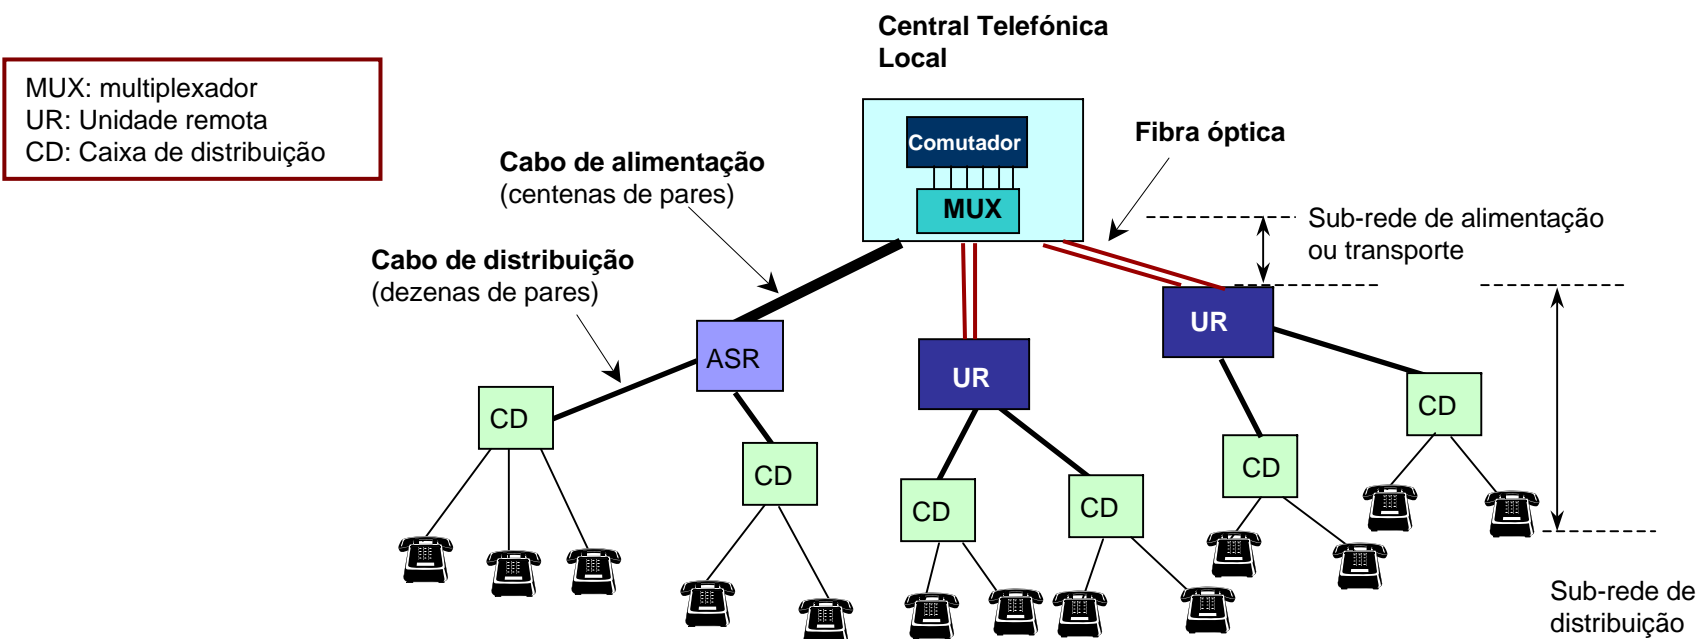 Central Telefónica
Local
MUX: multiplexador
UR: Unidade remota
CD: Caixa de distribuição
Comutador
MUX
Fibra óptica
Cabo de alimentação
(centenas de pares)
Sub-rede de alimentação
ou transporte
Cabo de distribuição
(dezenas de pares)
UR
ASR
UR
CD
CD
CD
CD
CD
CD
Sub-rede de
distribuição